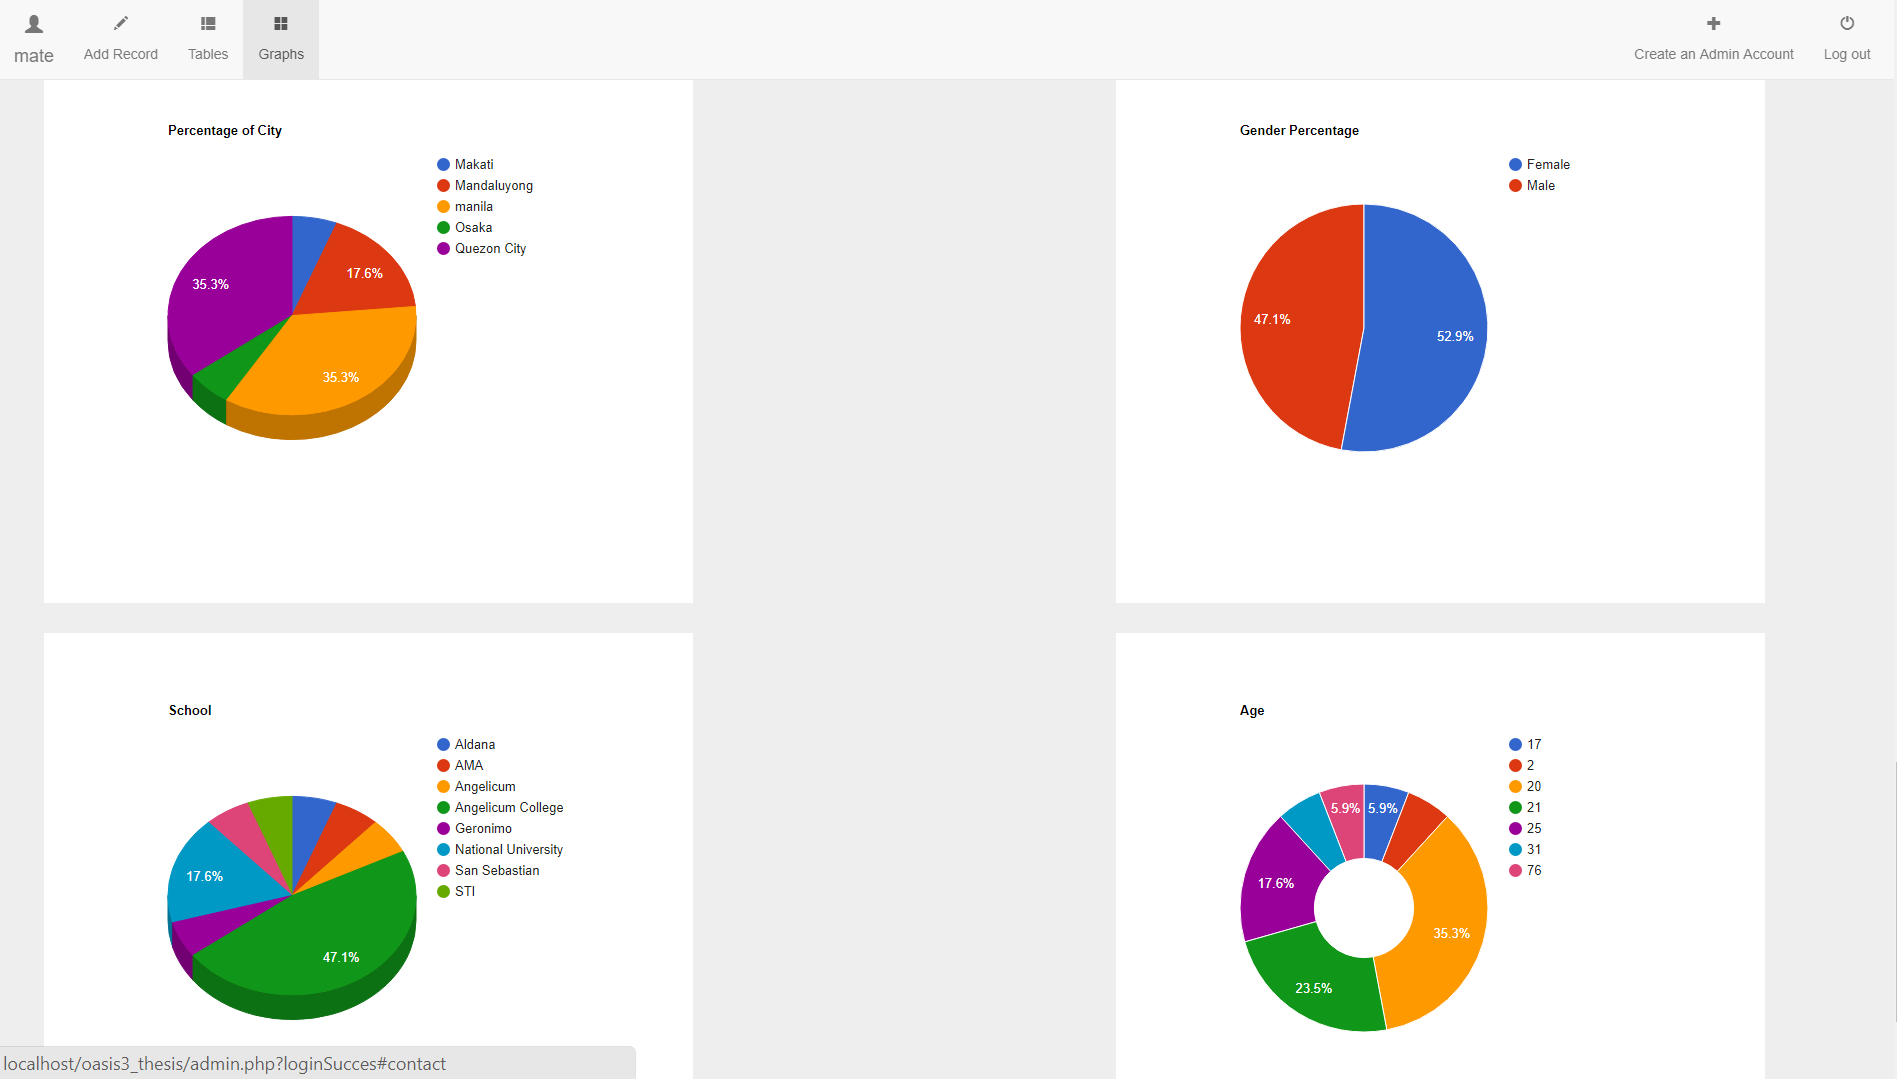 mate
Add Record
Tables
Graphs
Create an Admin Account
Log out
Percentage of City
Makati
Mandaluyong
manila
Osaka
Quezon City
17.6%
35.3%
35.3%
Gender Percentage
Female
Male
47.1%
52.9%
School
Aldana
AMA
Angelicum
Angelicum College
Geronimo
National University
San Sebastian
STI
17.6%
47.1%
Age
17
2
20
21
25
31
76
5.9%
5.9%
17.6%
35.3%
23.5%
localhost/oasis3_thesis/admin.php?loginSucces#contact